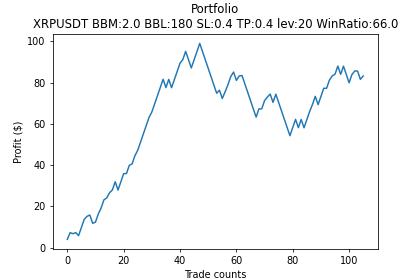 Portfolio
XRPUSDT BBM:2.0 BBL:180 SL:0.4 TP:0.4 lev:20 WinRatio:66.0
100
80
60
40
20
0
Profit ($)
0 20 40 60 80 100
Trade counts